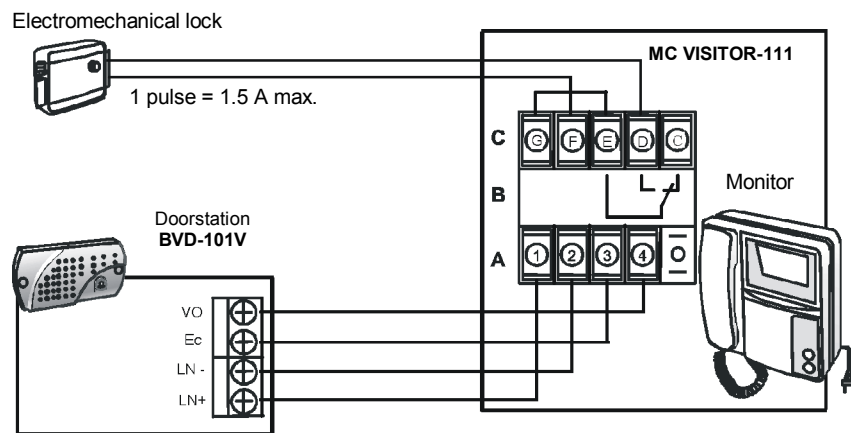 Electromechanical lock
MC VISITOR-111
1 pulse = 1.5 A max.
C
G F E D C
B
Monitor
Doorstation
BVD-101V
A
1 2 3 4
VO
Ec
LN -
LN+